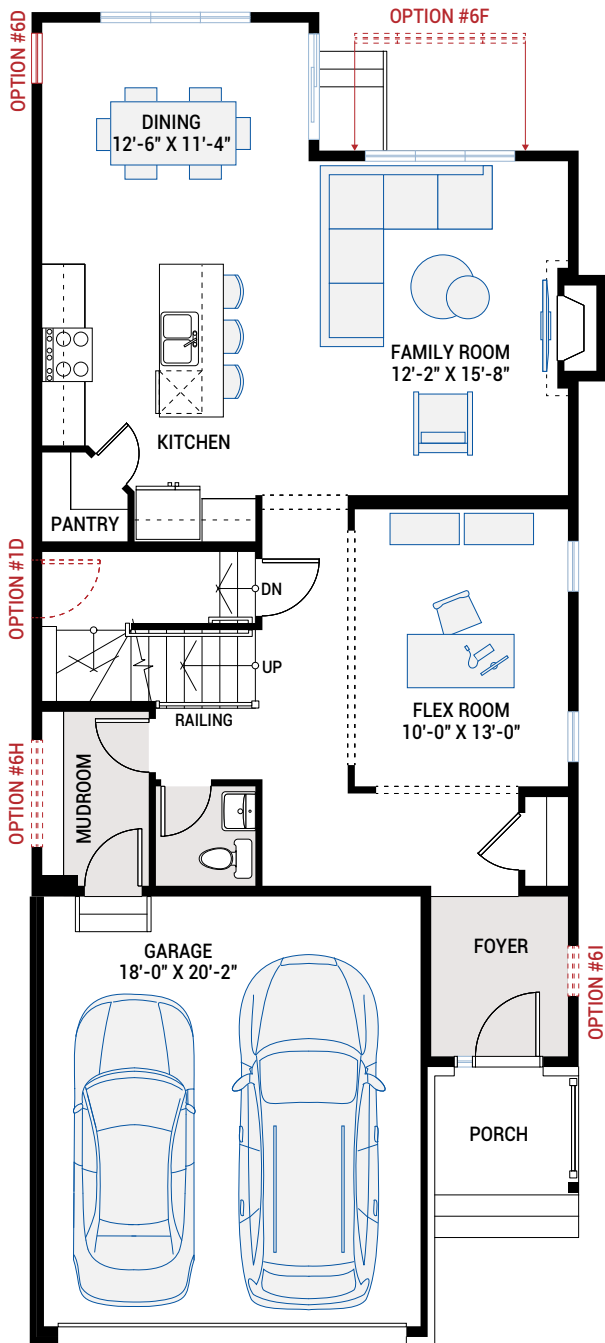 OPTION #6D
OPTION #6F
DINING
12'-6" X 11'-4"
FAMILY ROOM
12'-2" X 15'-8"
KITCHEN
PANTRY
OPTION #1D
DN
UP
RAILING
FLEX ROOM
10'-0" X 13'-0"
OPTION #6H
MUDROOM
GARAGE
18'-0" X 20'-2"
FOYER
OPTION #6I
PORCH